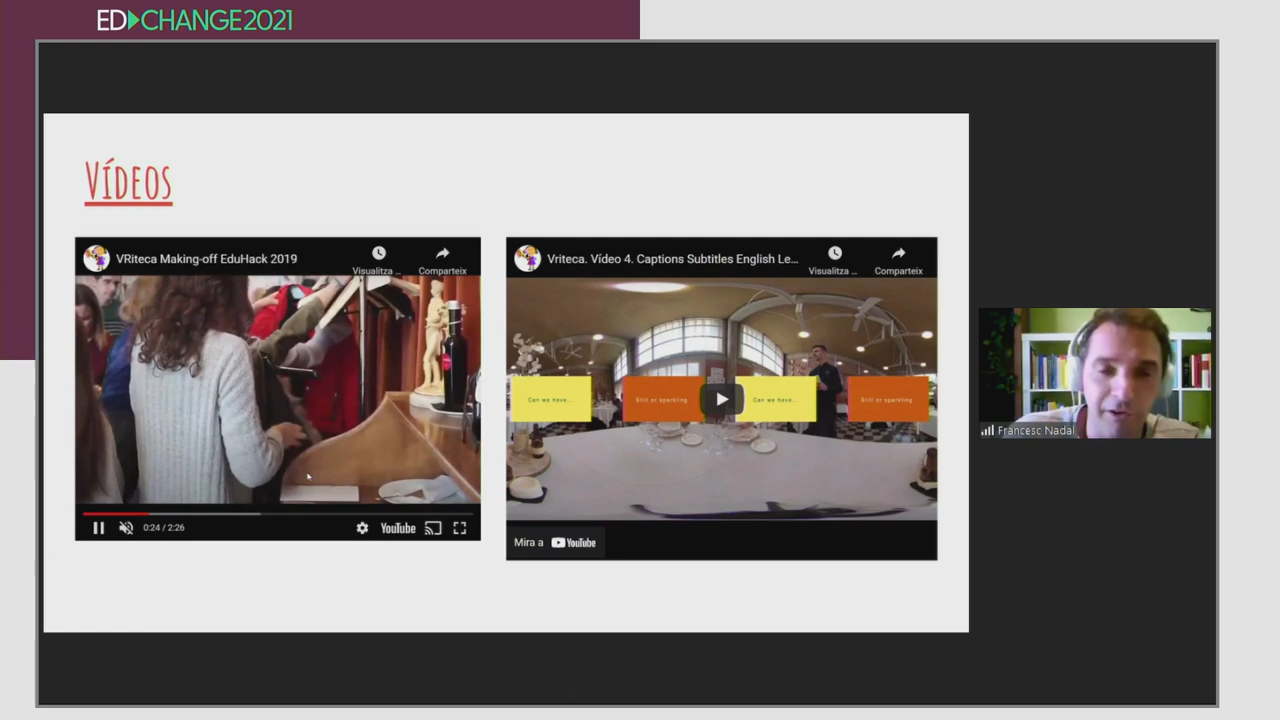 ED CHANGE2021
VÍDEOS
VRiteca Making-off EduHack 2019
Visualitza ...
Comparteix
0:24 / 2:26
YouTube
Vriteca. Vídeo 4. Captions Subtitles English Le...
Visualitza ...
Comparteix
Can we have...
Still or sparkling
Can we have...
Still or sparkling
Mira a YouTube
Francesc Nadal